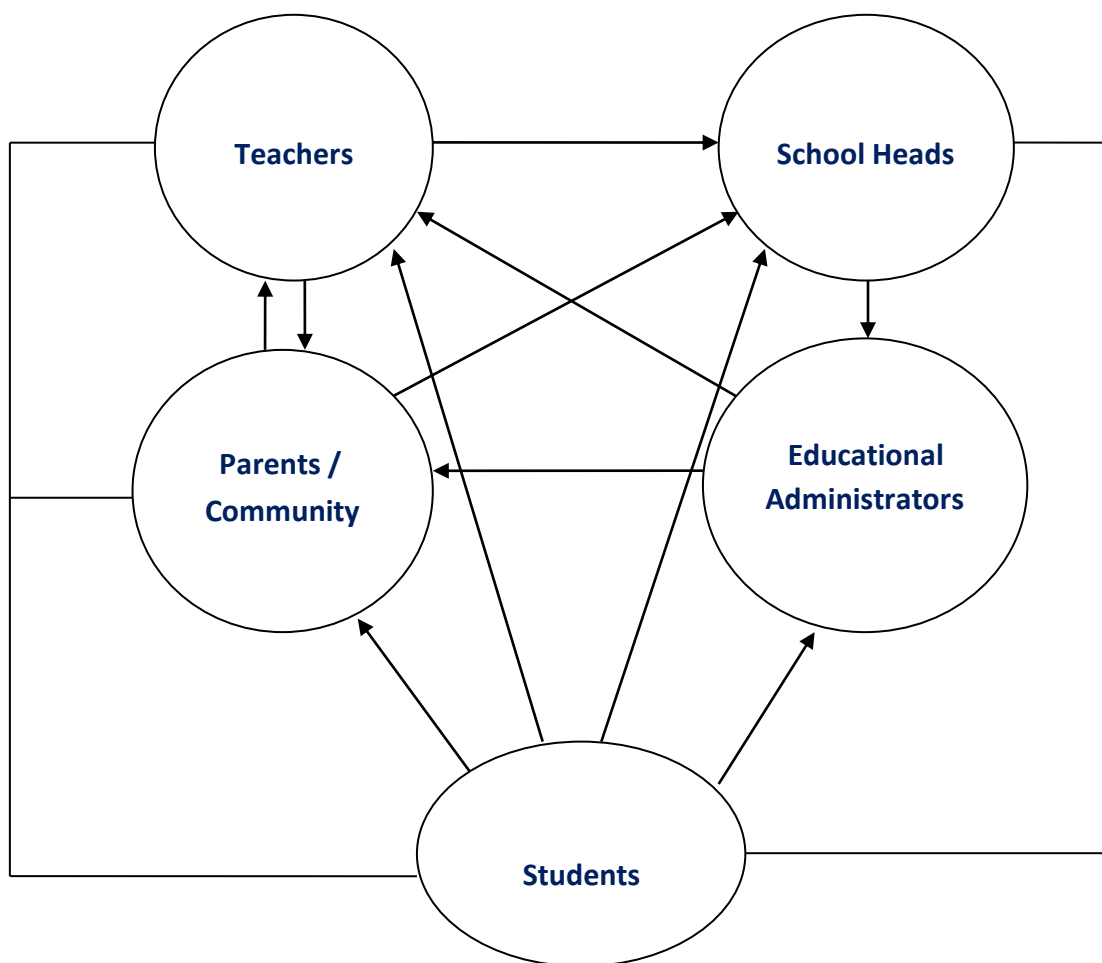 Teachers
School Heads
Parents /
Community
Educational
Administrators
Students